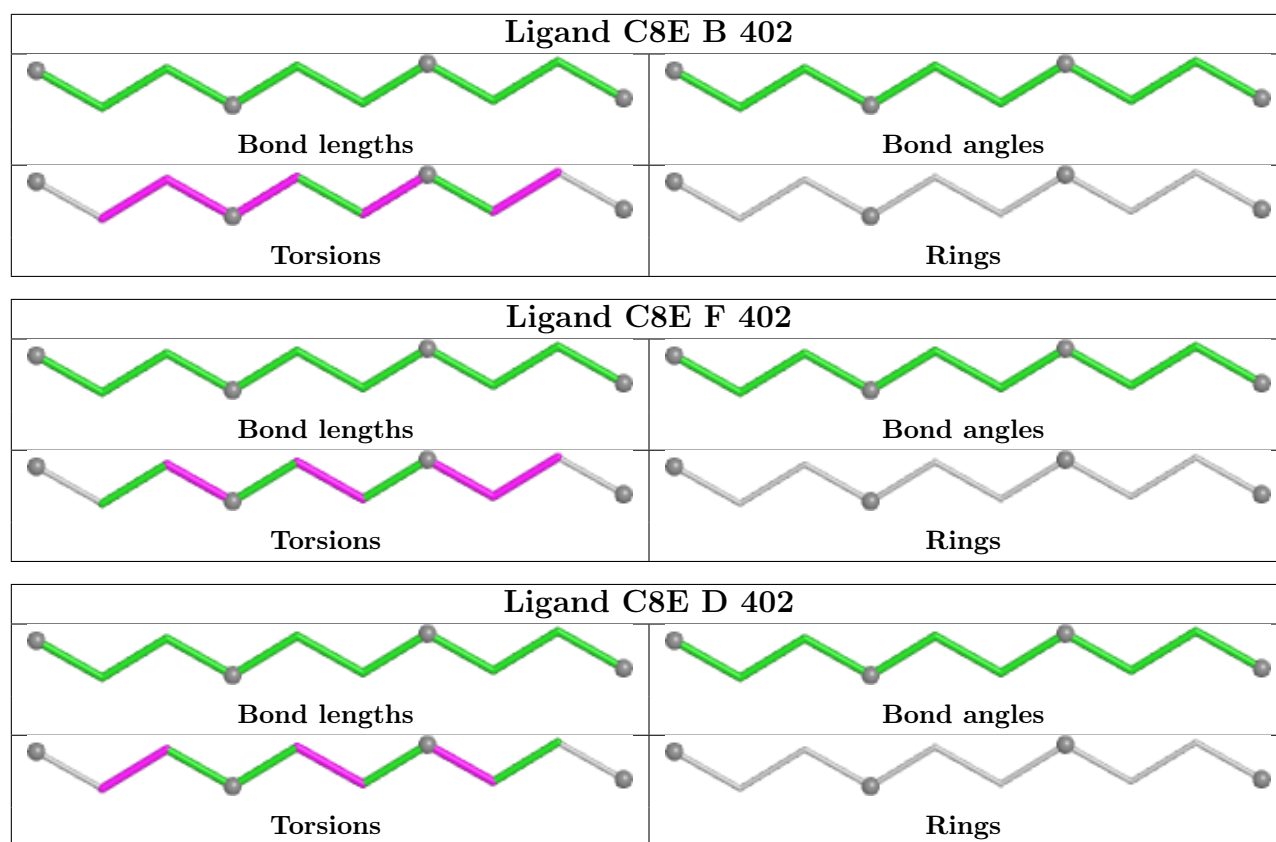 Ligand C8E B 402
Bond lengths Bond angles
Torsions Rings
Ligand C8E F 402
Bond lengths Bond angles
Torsions Rings
Ligand C8E D 402
Bond lengths Bond angles
Torsions Rings